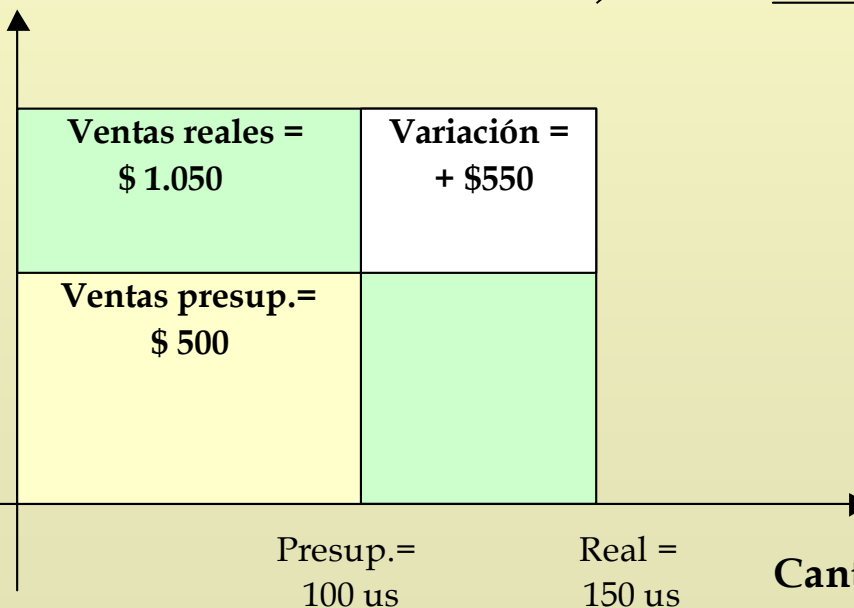 Ventas reales =
$ 1.050
Variación =
+ $550
Ventas presup.=
$ 500
Presup.=
100 us
Real =
150 us